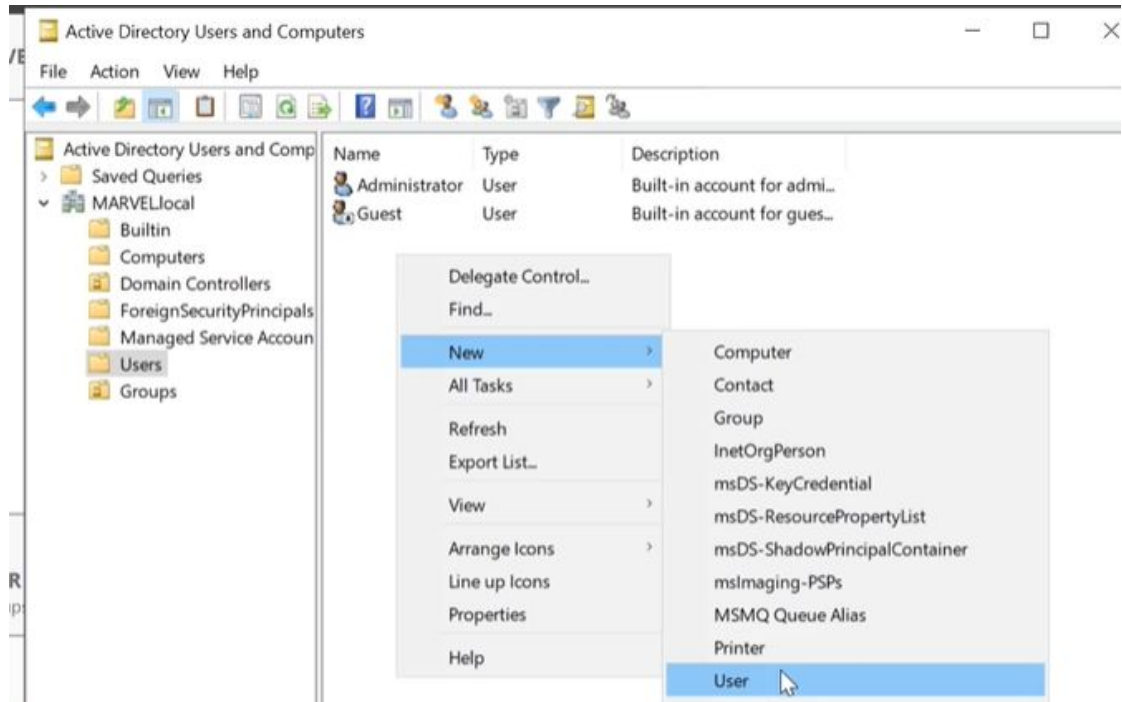 Active Directory Users and Computers
File Action View Help
Active Directory Users and Comp
Saved Queries
MARVEL.local
Builtin
Computers
Domain Controllers
ForeignSecurityPrincipals
Managed Service Accoun
Users
Groups
Name Type Description
Administrator User Built-in account for admi...
Guest User Built-in account for gues...
Delegate Control...
Find...
New
All Tasks
Refresh
Export List...
View
Arrange Icons
Line up Icons
Properties
Help
Computer
Contact
Group
InetOrgPerson
msDS-KeyCredential
msDS-ResourcePropertyList
msDS-ShadowPrincipalContainer
msImaging-PSPs
MSMQ Queue Alias
Printer
User